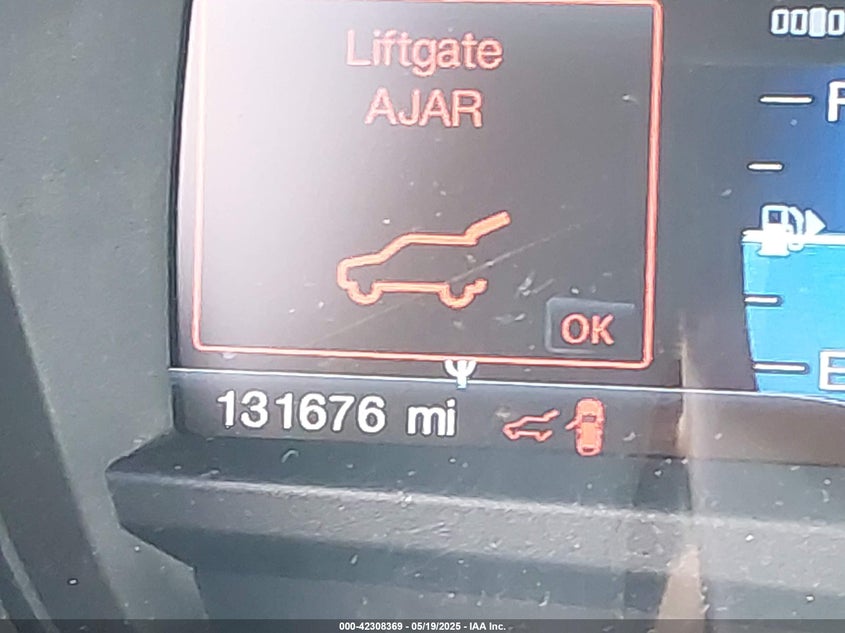 Liftgate
AJAR
OK
F
E
131676 mi
000-42308369 - 05/19/2025 - IAA Inc.